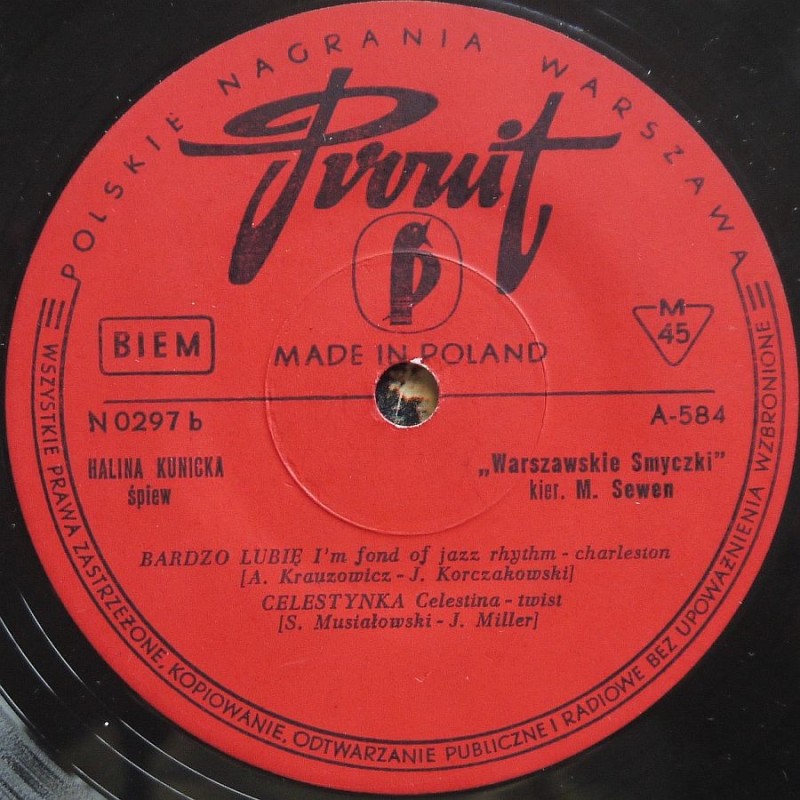 POLSKIE NAGRANIA WARSZAWA
Pronit
BIEM
MADE IN POLAND
M
45
N 0297 b
A-584
HALINA KUNICKA
śpiew
„Warszawskie Smyczki”
kier. M. Sewen
BARDZO LUBIĘ I'm fond of jazz rhythm - charleston
[A. Krauzowicz - J. Korczakowski]
CELESTYNKA Celestina - twist
[S. Musiałowski - J. Miller]
WSZYSTKIE PRAWA ZASTRZEŻONE, KOPIOWANIE, ODTWARZANIE PUBLICZNE I RADIOWE BEZ UPOWAŻNIENIA WZBRONIONE